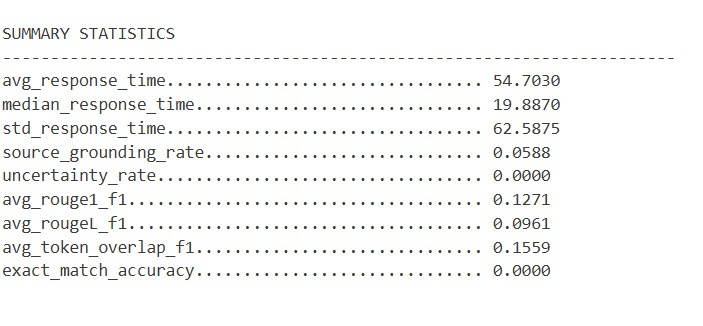 SUMMARY STATISTICS
----------------------------------------------------------------------
avg_response_time................................. 54.7030
median_response_time.............................. 19.8870
std_response_time................................. 62.5875
source_grounding_rate............................. 0.0588
uncertainty_rate.................................. 0.0000
avg_rouge1_f1..................................... 0.1271
avg_rougeL_f1..................................... 0.0961
avg_token_overlap_f1.............................. 0.1559
exact_match_accuracy.............................. 0.0000